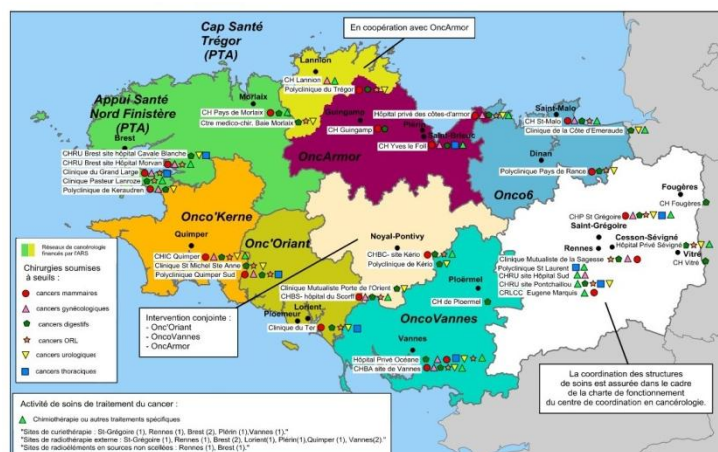 Cap Santé
Trégor
(PTA)
En coopération avec OncArmor
Lannion
CH Lannion
Polyclinique du Trégor
Appui Santé
Nord Finistère
(PTA)
Morlaix
CH Pays de Morlaix
Ctre medico-chir. Baie Morlaix
Guingamp
CH Guingamp
Hôpital privé des côtes-d'armor
Saint-Brieuc
CH Yves le Foll
OncArmor
Saint-Malo
CH St-Malo
Clinique de la Côte d'Emeraude
Dinan
Polyclinique Pays de Rance
Onco6
Brest
CHRU Brest site hôpital Cavale Blanche
CHRU Brest site hôpital Morvan
Clinique du Grand Large
Clinique Pasteur Lanroze
Polyclinique de Keraudren
Onco'Kerne
Quimper
CHIC Quimper
Clinique St Michel Ste Anne
Polyclinique Quimper Sud
Onc'Oriant
Noyal-Pontivy
CHBC- site Kério
Polyclinique de Kério
Clinique Mutualiste Porte de l'Orient
CHBS- hôpital du Scorff
Lorient
Ploemeur
Clinique du Ter
Ploërmel
CH de Ploermel
OncoVannes
Vannes
Hôpital Privé Océane
CHBA site de Vannes
Fougères
CH Fougères
CHP St Grégoire
Saint-Grégoire
Cesson-Sévigné
Hôpital Privé Sévigné
Rennes
Vitré
CH Vitré
Clinique Mutualiste de la Sagesse
Polyclinique St Laurent
CHRU Hôpital Sud
CHRU site Pontchaillou
CRLCC Eugene Marquis
Réseaux de cancérologie
financés par l'ARS
Chirurgies soumises
à seuils :
cancers mammaires
cancers gynécologiques
cancers digestifs
cancers ORL
cancers urologiques
cancers thoraciques
Intervention conjointe :
- Onc'Oriant
- OncoVannes
- OncArmor
La coordination des structures
de soins est assurée dans le cadre
de la charte de fonctionnement
du centre de coordination en cancérologie.
Activité de soins de traitement du cancer :
Chimiothérapie ou autres traitements spécifiques
"Sites de curiethérapie : St-Grégoire (1), Rennes (1), Brest (2), Plérin (1),Vannes (1)."
"Sites de radiothérapie externe : St-Grégoire (1), Rennes (1), Brest (2), Lorient(1), Plérin(1),Quimper (1), Vannes(2)."
"Sites de radioéléments en sources non scellées : Rennes (1), Brest (1)."